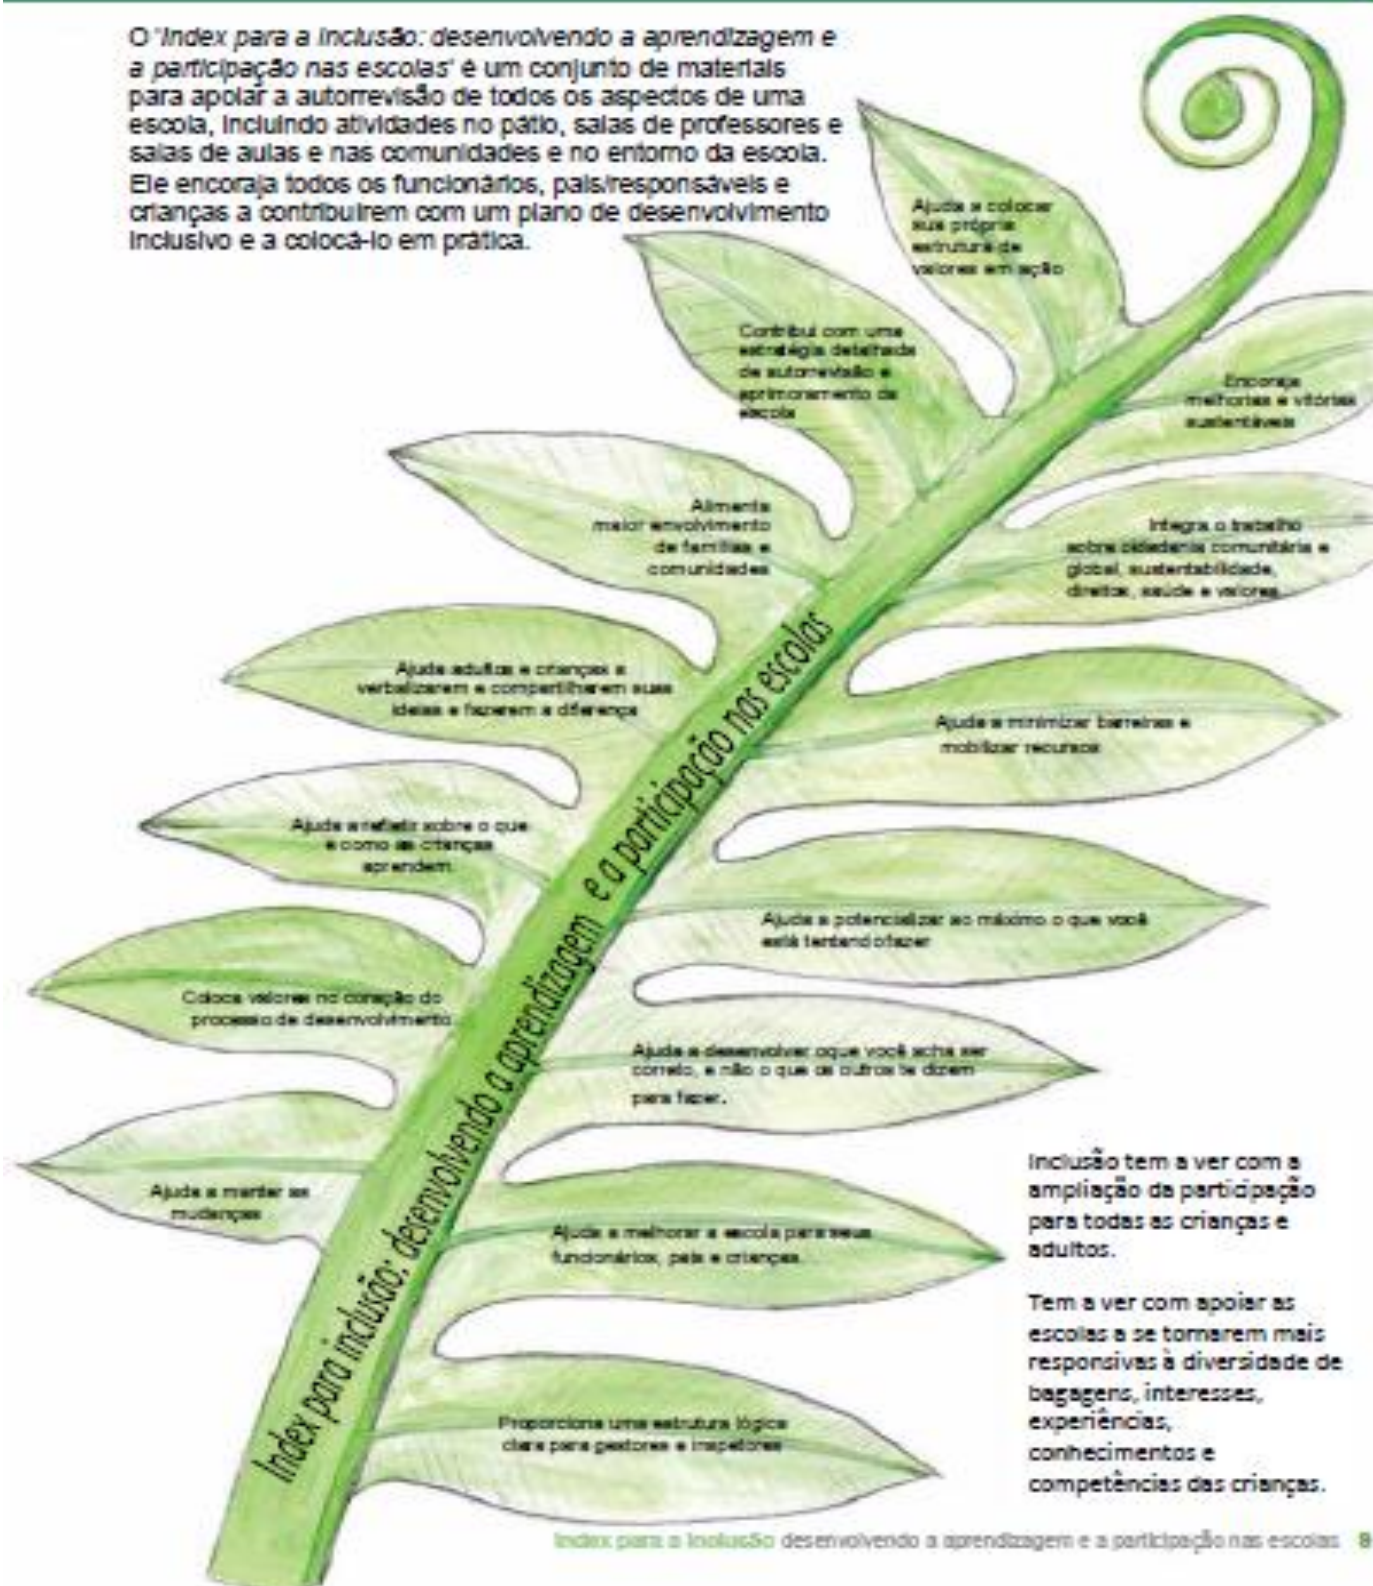 O 'Index para a Inclusão: desenvolvendo a aprendizagem e
a participação nas escolas' é um conjunto de materiais
para apoiar a autorrevisão de todos os aspectos de uma
escola, incluindo atividades no pátio, salas de professores e
salas de aulas e nas comunidades e no entorno da escola.
Ele encoraja todos os funcionários, pais/responsáveis e
crianças a contribuírem com um plano de desenvolvimento
inclusivo e a colocá-lo em prática.
Ajuda a colocar
sua própria
estrutura de
valores em ação
Contribui com uma
estratégia detalhada
de autorrevisão e
aprimoramento da
escola
Encoraja
melhorias e vitórias
sustentáveis
Alimenta
maior envolvimento
de famílias e
comunidades
Integra o trabalho
sobre cidadania comunitária e
global, sustentabilidade,
direitos, saúde e valores
Ajuda adultos e crianças a
verbalizarem e compartilharem suas
ideias e fazerem a diferença
Ajuda a minimizar barreiras e
mobilizar recursos
Ajuda a refletir sobre o que
e como as crianças
aprendem.
Ajuda a potencializar ao máximo o que você
está tentando fazer
Coloca valores no coração do
processo de desenvolvimento
Ajuda a desenvolver o que você acha ser
correto, e não o que os outros te dizem
para fazer.
Ajuda a manter as
mudanças
Ajuda a melhorar a escola para seus
funcionários, pais e crianças.
Proporciona uma estrutura lógica
clara para gestores e inspetores
Index para inclusão: desenvolvendo a aprendizagem e a participação nas escolas
Inclusão tem a ver com a
ampliação da participação
para todas as crianças e
adultos.
Tem a ver com apoiar as
escolas a se tornarem mais
responsivas à diversidade de
bagagens, interesses,
experiências,
conhecimentos e
competências das crianças.
Index para a Inclusão desenvolvendo a aprendizagem e a participação nas escolas